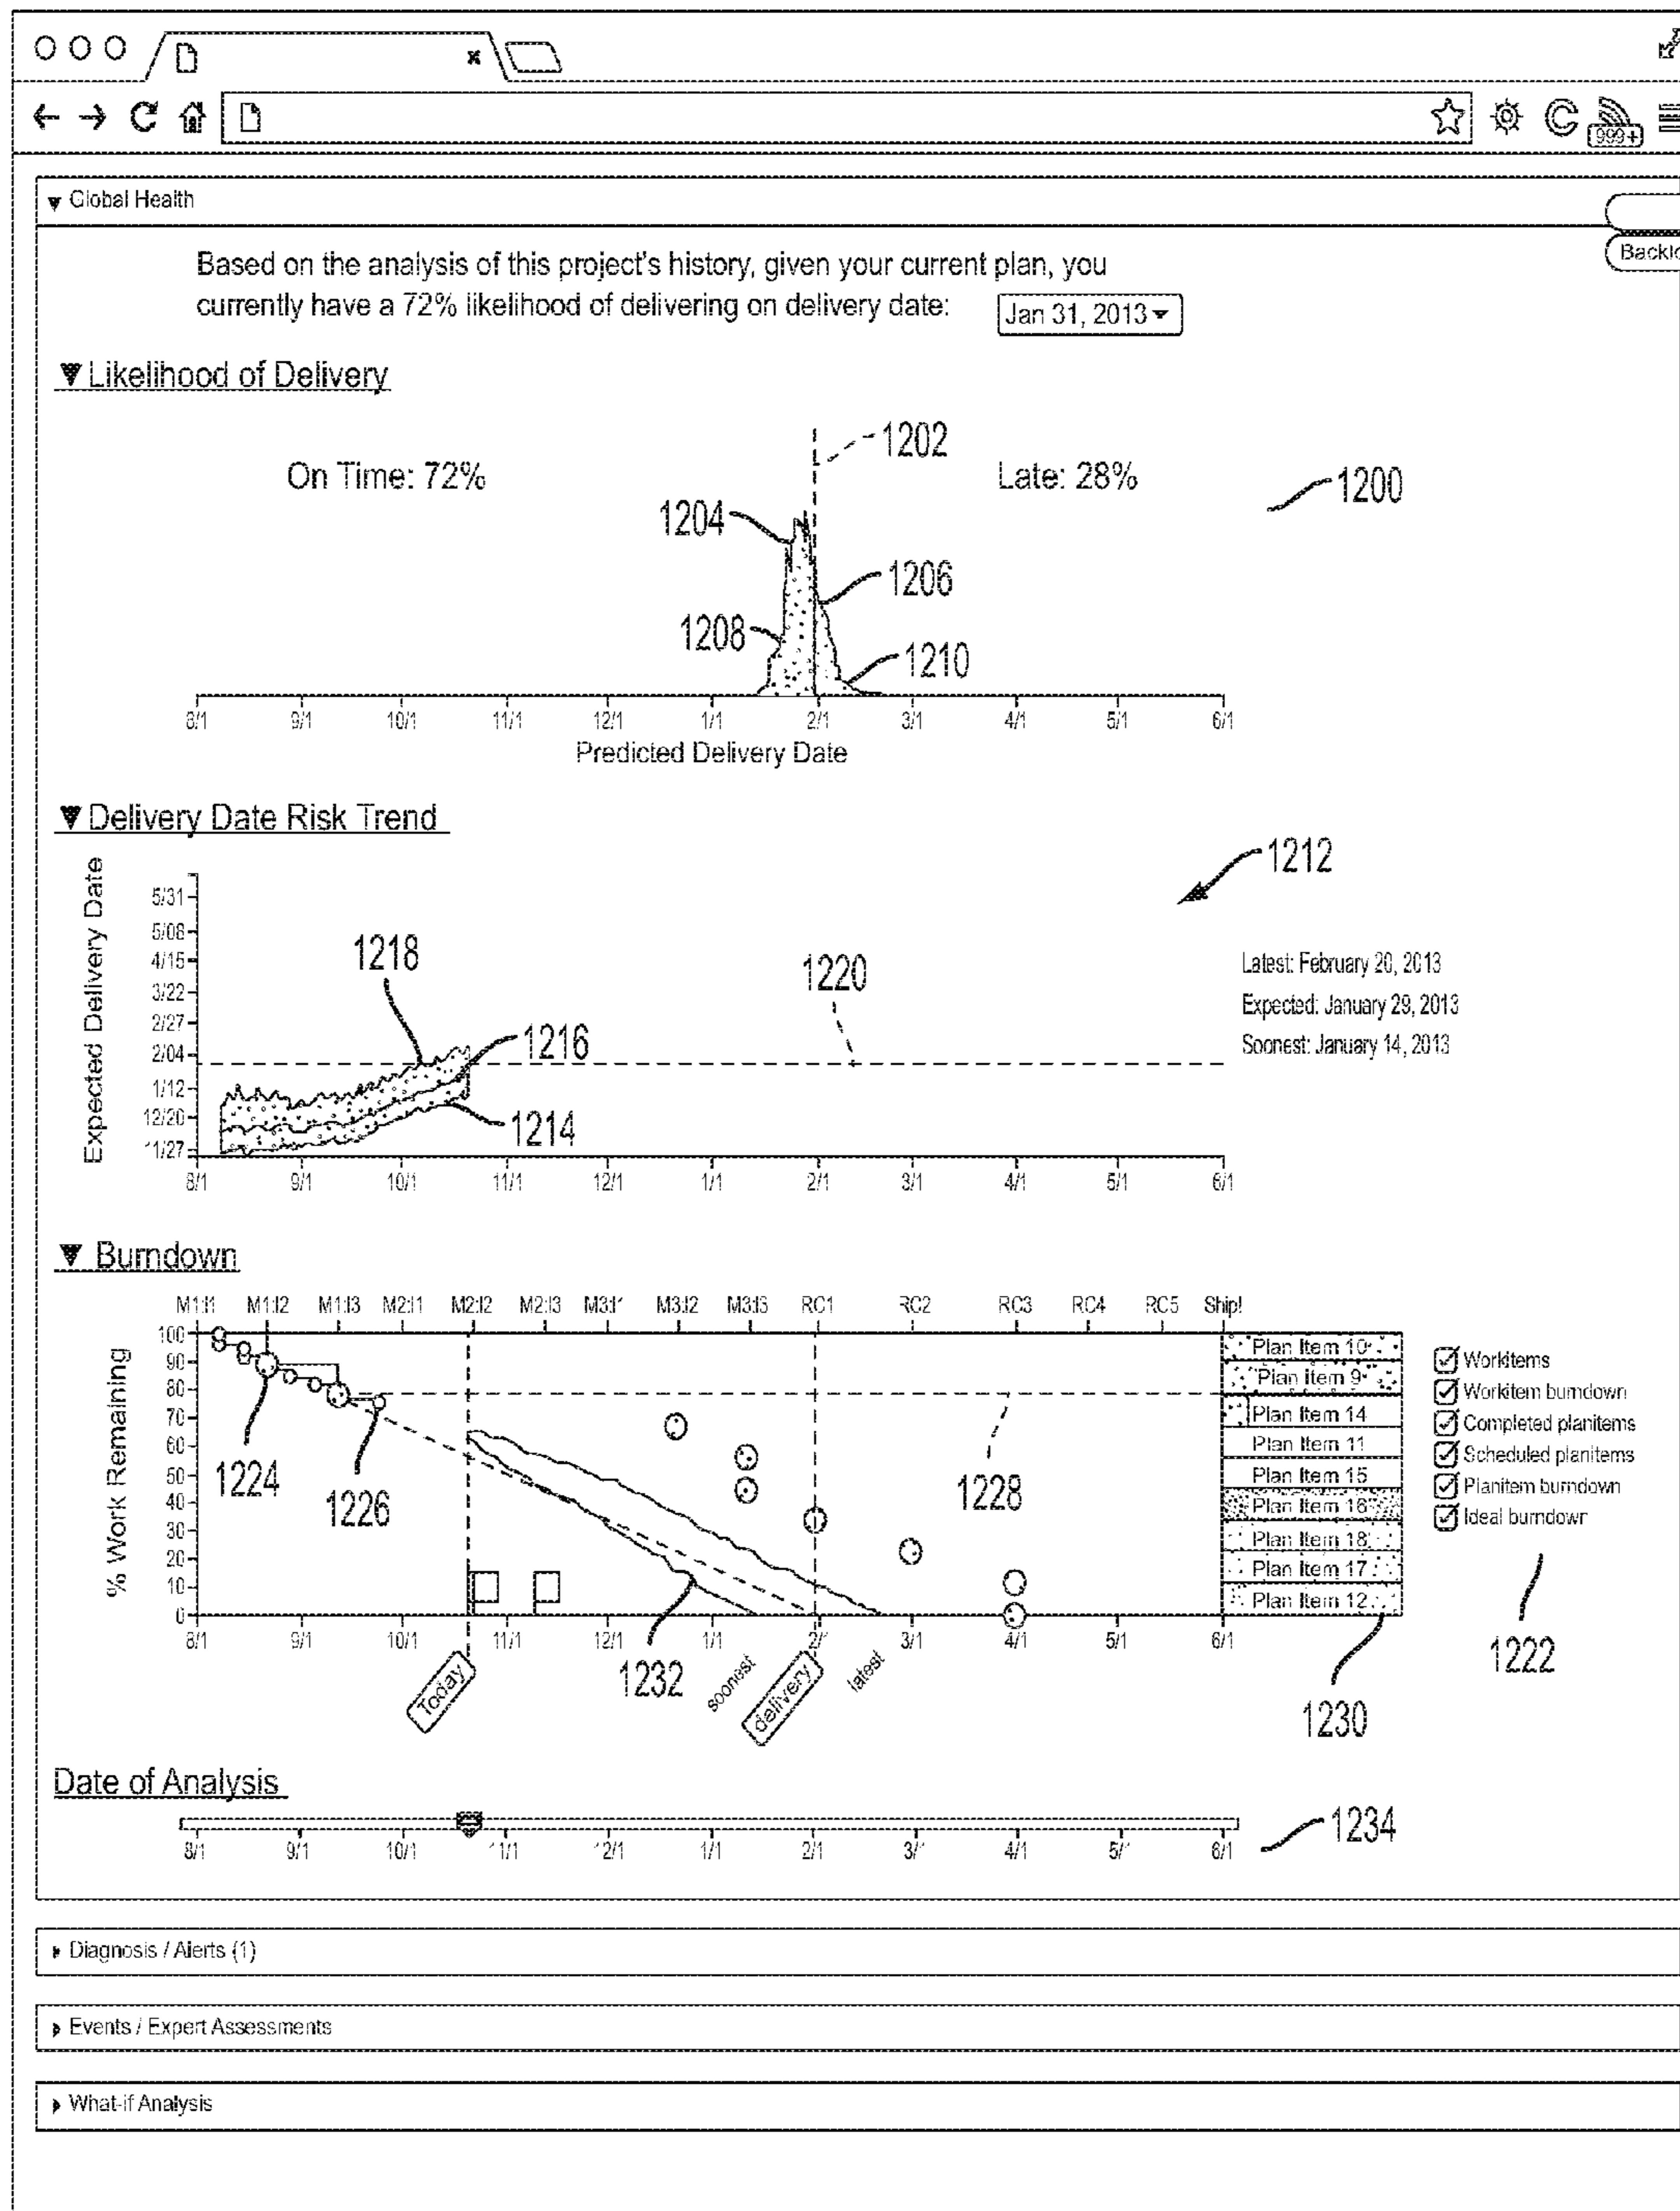 999+
Global Health
Based on the analysis of this project's history, given your current plan, you
currently have a 72% likelihood of delivering on delivery date:
Jan 31, 2013
Likelihood of Delivery
On Time: 72%
1202
Late: 28%
1200
1204
1206
1208
1210
8/1 9/1 10/1 11/1 12/1 1/1 2/1 3/1 4/1 5/1 6/1
Predicted Delivery Date
Delivery Date Risk Trend
1212
Expected Delivery Date
5/31
5/08
4/15
3/22
2/27
2/04
1/12
12/20
11/27
1218
1220
1216
1214
Latest: February 20, 2013
Expected: January 29, 2013
Soonest: January 14, 2013
8/1 9/1 10/1 11/1 12/1 1/1 2/1 3/1 4/1 5/1 6/1
Burndown
M1:I1 M1:I2 M1:I3 M2:I1 M2:I2 M2:I3 M3:I1 M3:I2 M3:I3 RC1 RC2 RC3 RC4 RC5 Ship!
% Work Remaining
100
90
80
70
60
50
40
30
20
10
0
1224
1226
1228
Plan Item 10
Plan Item 9
Plan Item 14
Plan Item 11
Plan Item 15
Plan Item 16
Plan Item 18
Plan Item 17
Plan Item 12
Workitems
Workitem burndown
Completed planitems
Scheduled planitems
Planitem burndown
Ideal burndown
1222
8/1 9/1 10/1 11/1 12/1 1/1 2/1 3/1 4/1 5/1 6/1
Today
1232
soonest
delivery
latest
1230
Date of Analysis
8/1 9/1 10/1 11/1 12/1 1/1 2/1 3/1 4/1 5/1 6/1
1234
Diagnosis / Alerts (1)
Events / Expert Assessments
What-if Analysis